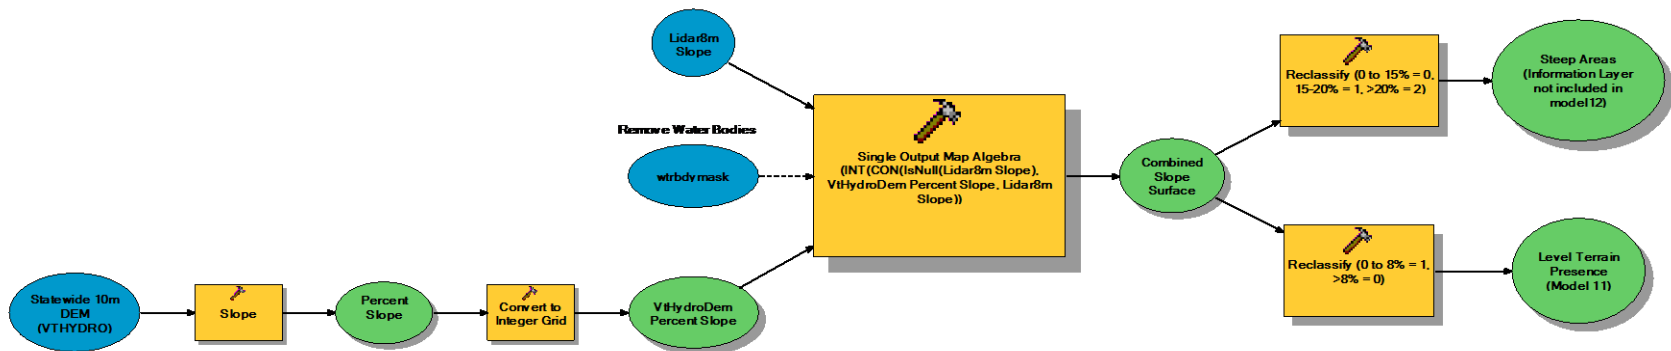 Lidar8m
Slope
Remove Water Bodies
wtrbdymask
Statewide 10m
DEM
(VTHYDRO)
Slope
Percent
Slope
Convert to
Integer Grid
VtHydroDem
Percent Slope
Single Output Map Algebra
(INT(CON(IsNull(Lidar8m Slope),
VtHydroDem Percent Slope, Lidar8m
Slope))
Combined
Slope
Surface
Reclassify (0 to 15% = 0,
15-20% = 1, >20% = 2)
Steep Areas
(Information Layer
not included in
model12)
Reclassify (0 to 8% = 1,
>8% = 0)
Level Terrain
Presence
(Model 11)